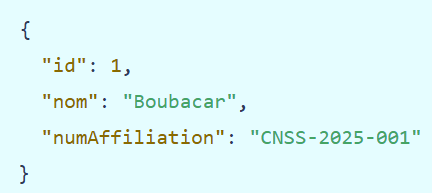 {
"id": 1,
"nom": "Boubacar",
"numAffiliation": "CNSS-2025-001"
}